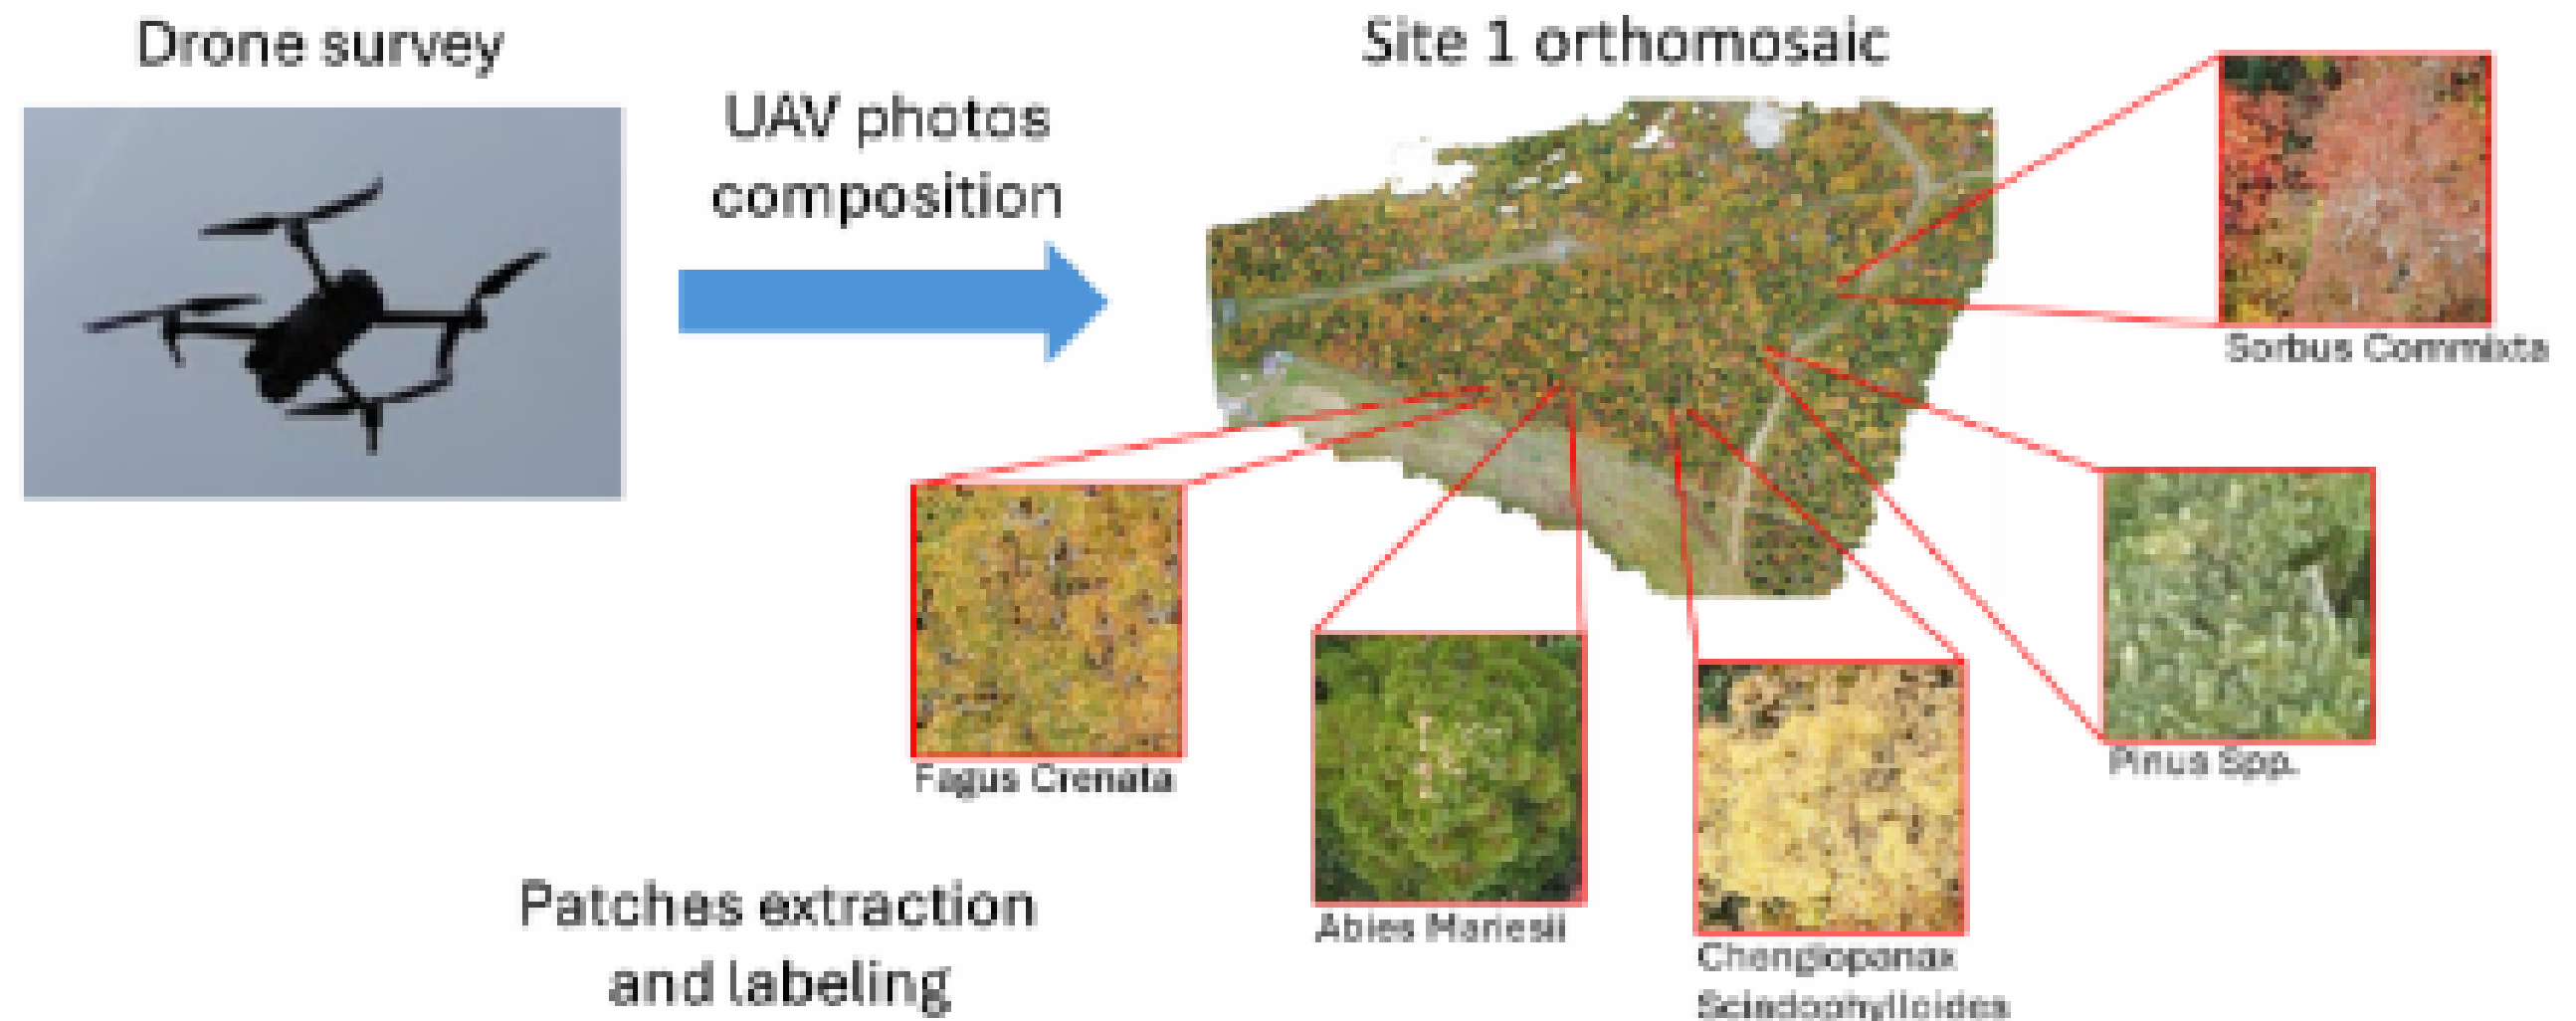 Drone survey
UAV photos
composition
Site 1 orthomosaic
Sorbus Commixta
Pinus Spp.
Fagus Crenata
Abies Mariesii
Chengiopanax
Sciadophylloides
Patches extraction
and labeling